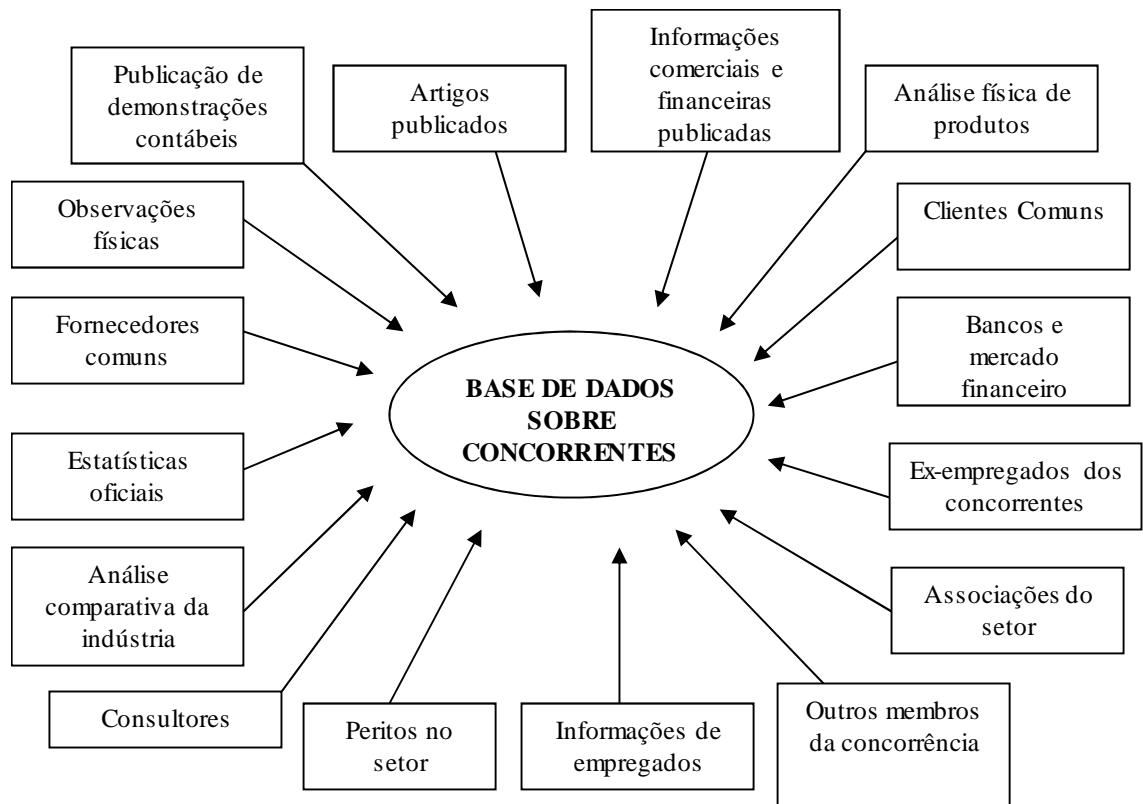 Publicação de
demonstrações
contábeis
Artigos
publicados
Informações
comerciais e
financeiras
publicadas
Análise física de
produtos
Observações
físicas
Clientes Comuns
Fornecedores
comuns
Bancos e
mercado
financeiro
BASE DE DADOS
SOBRE
CONCORRENTES
Estatísticas
oficiais
Ex-empregados dos
concorrentes
Análise
comparativa da
indústria
Associações do
setor
Consultores
Peritos no
setor
Informações de
empregados
Outros membros
da concorrência